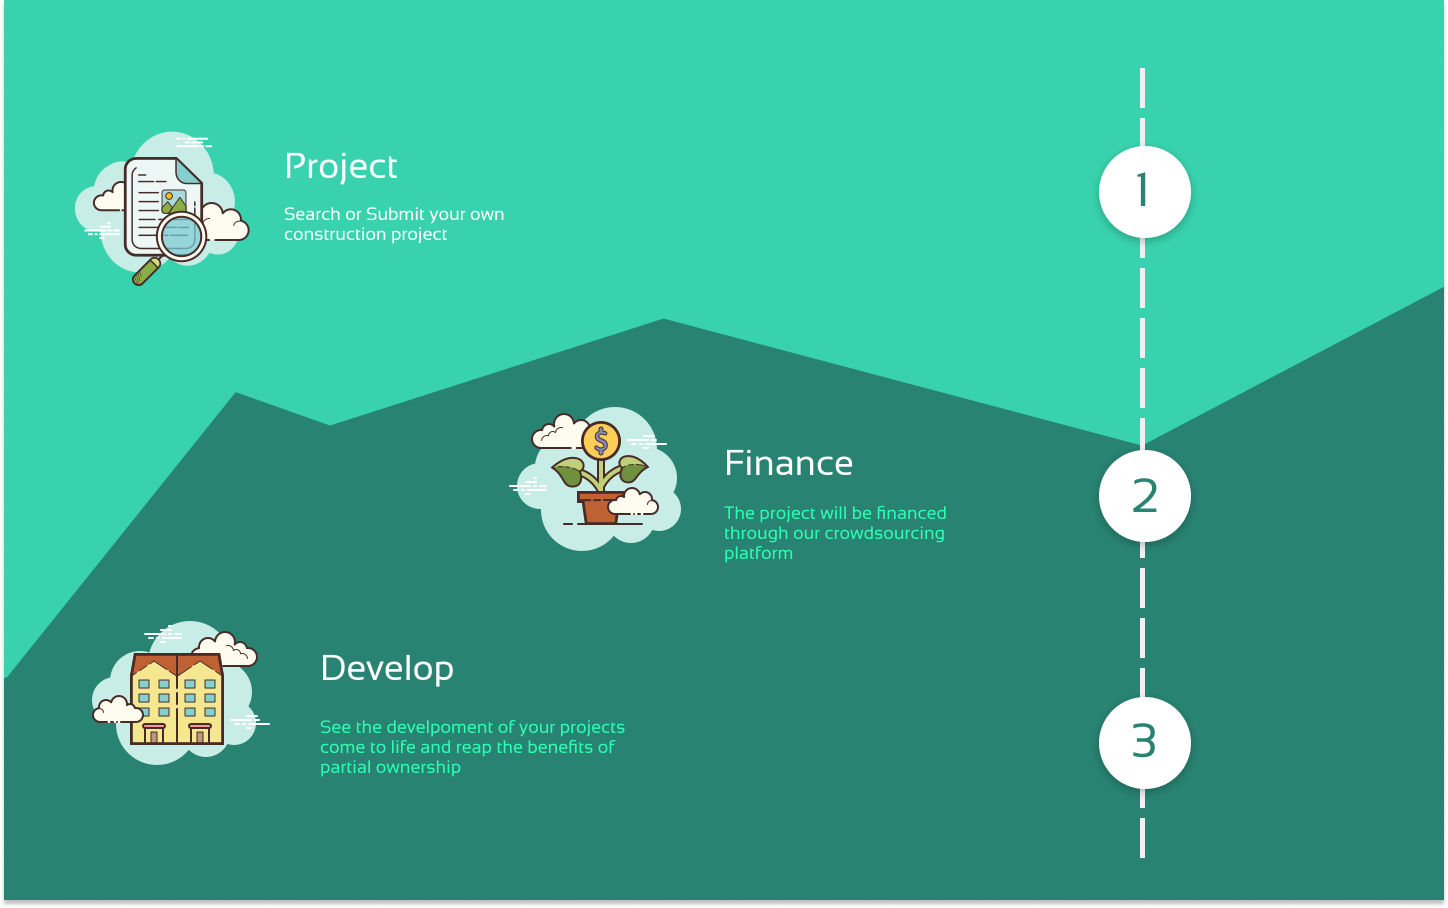 Project
Search or Submit your own
construction project
1
$
Finance
The project will be financed
through our crowdsourcing
platform
2
Develop
See the develpoment of your projects
come to life and reap the benefits of
partial ownership
3